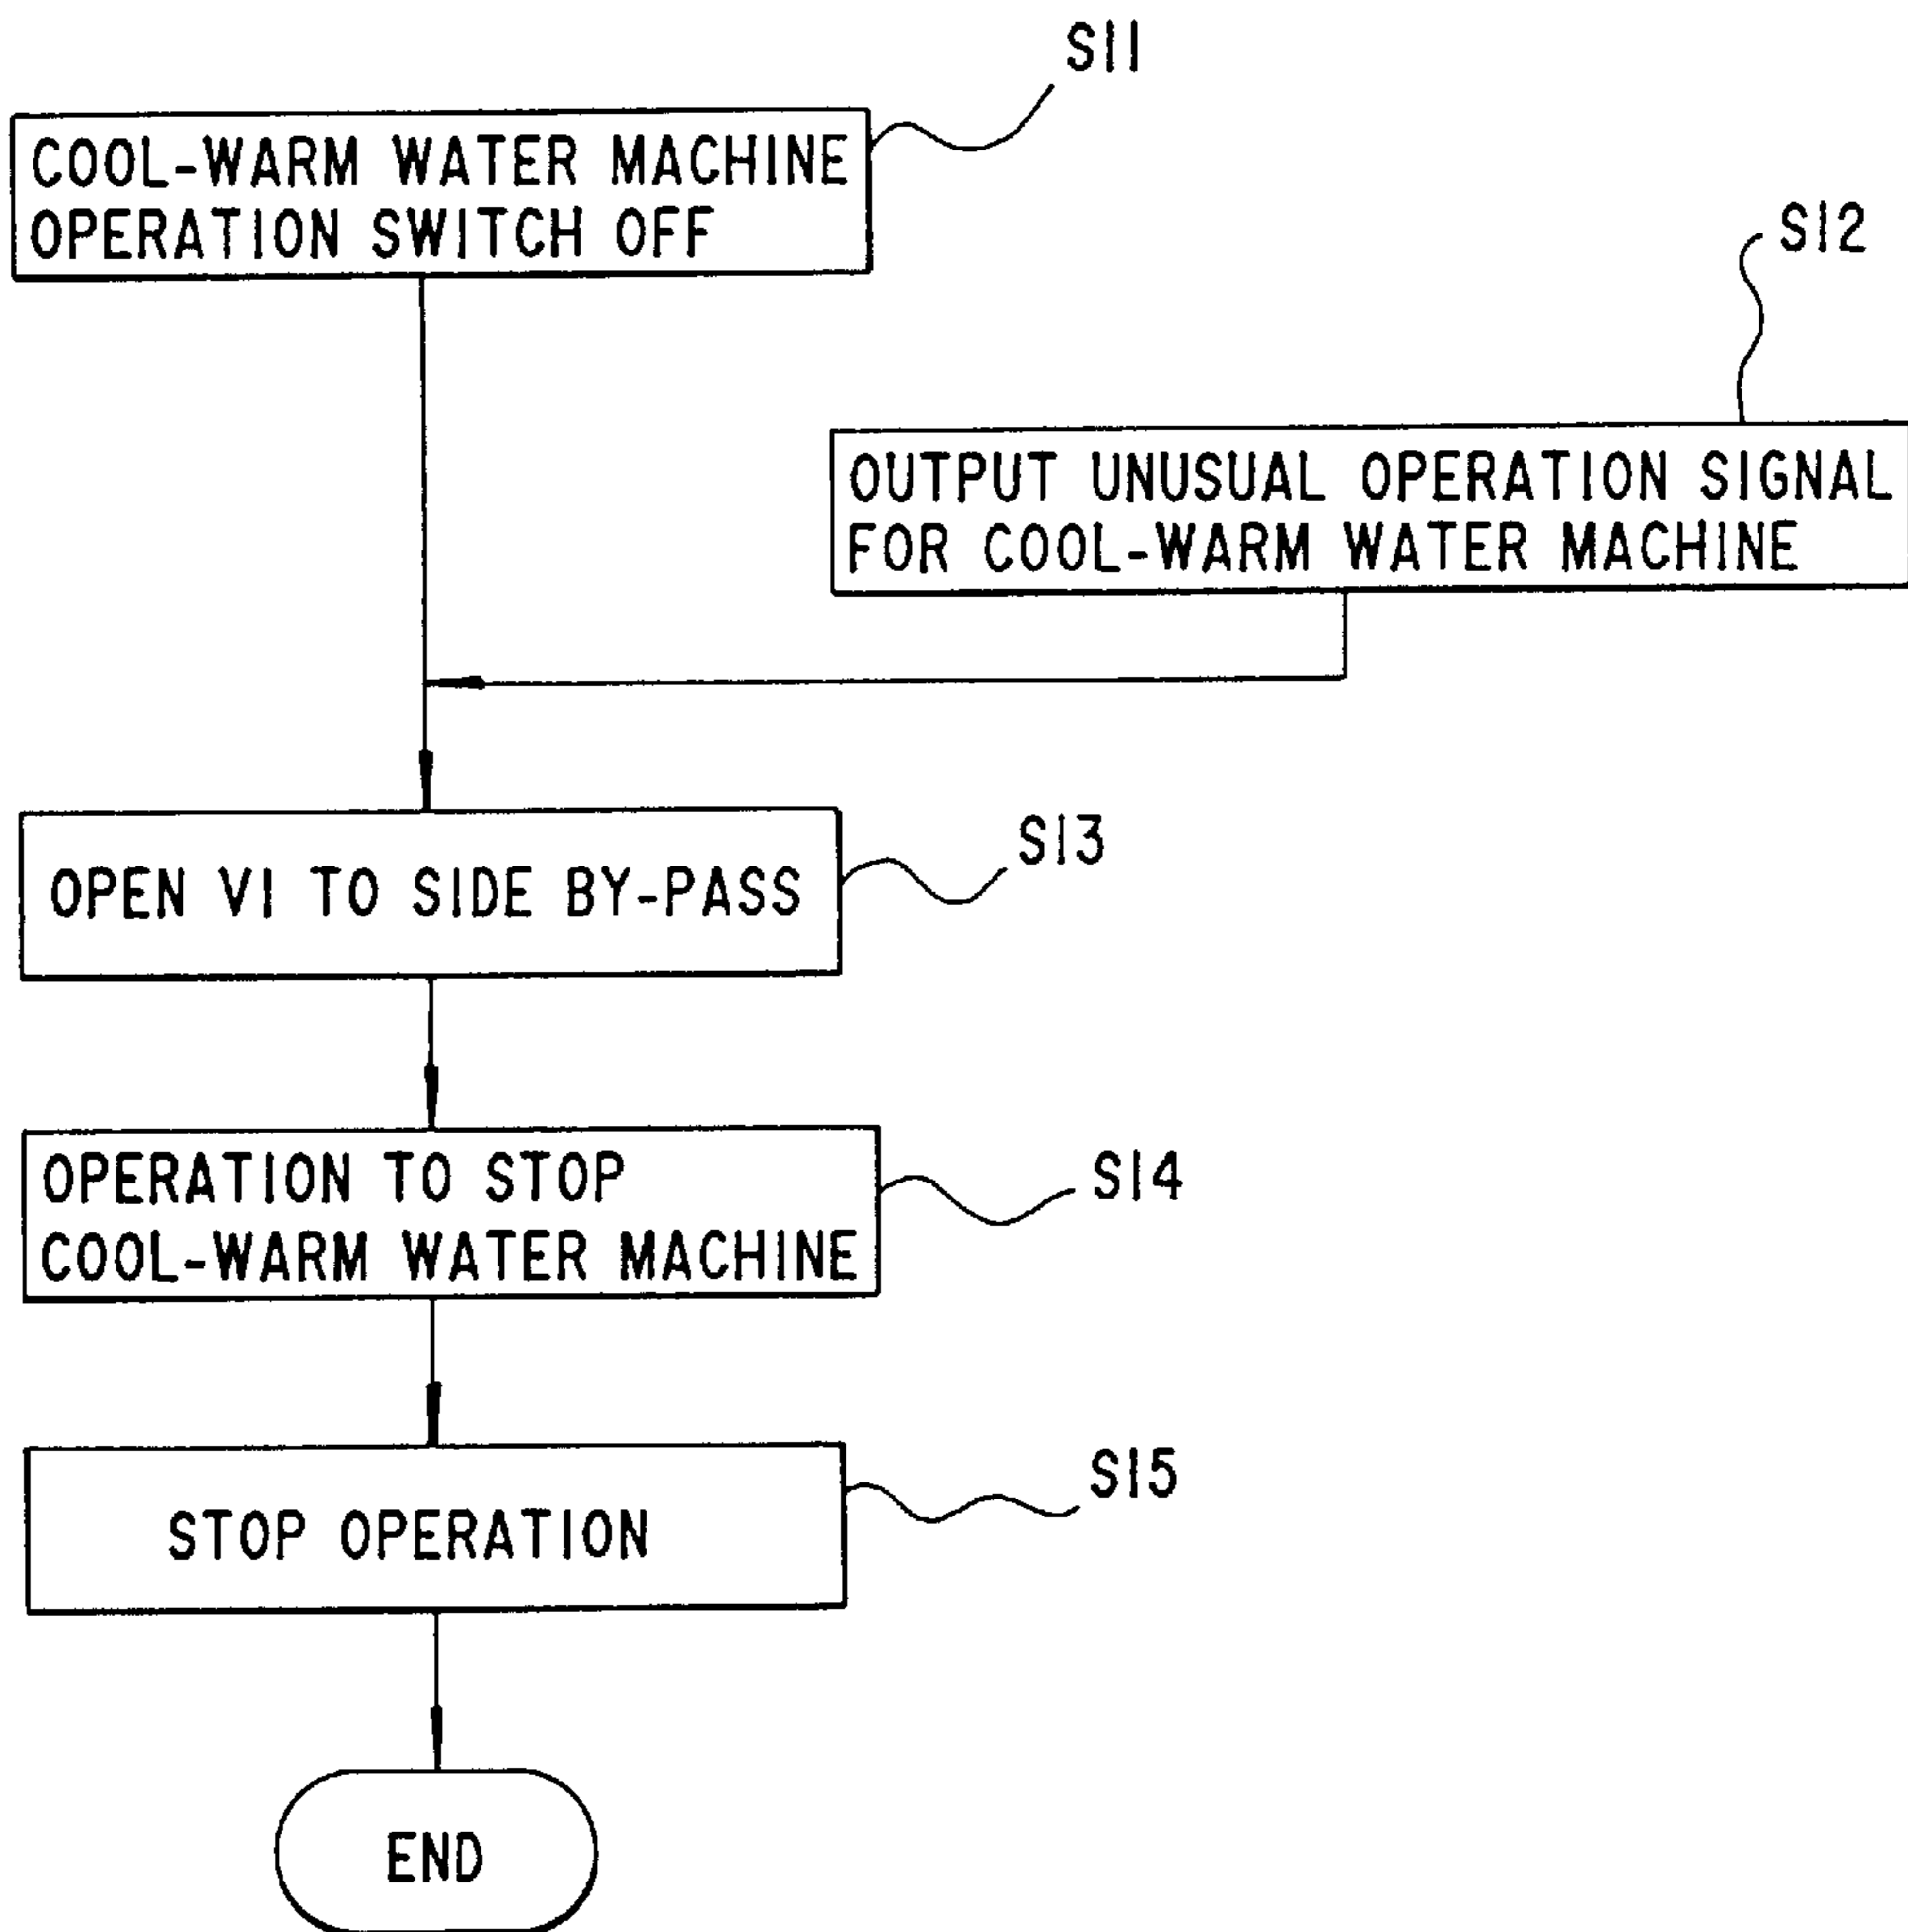 S11
COOL-WARM WATER MACHINE
OPERATION SWITCH OFF
S12
OUTPUT UNUSUAL OPERATION SIGNAL
FOR COOL-WARM WATER MACHINE
OPEN V1 TO SIDE BY-PASS
S13
OPERATION TO STOP
COOL-WARM WATER MACHINE
S14
STOP OPERATION
S15
END